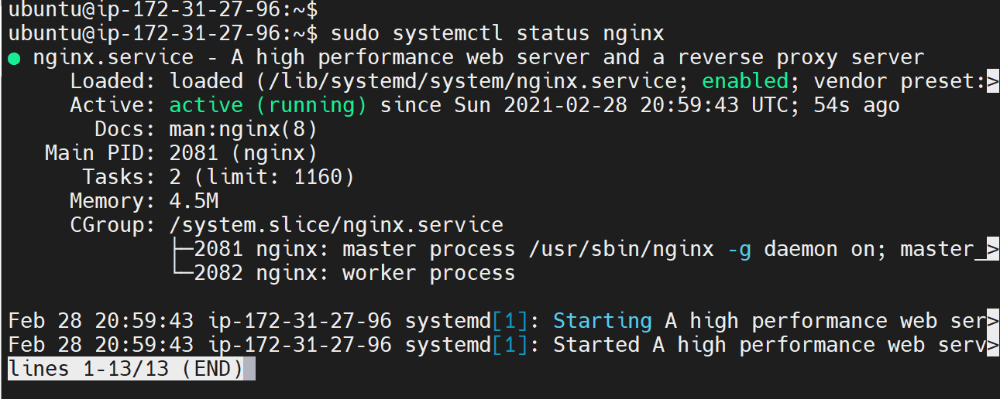 ubuntu@ip-172-31-27-96:~$
ubuntu@ip-172-31-27-96:~$ sudo systemctl status nginx
● nginx.service - A high performance web server and a reverse proxy server
     Loaded: loaded (/lib/systemd/system/nginx.service; enabled; vendor preset:>
     Active: active (running) since Sun 2021-02-28 20:59:43 UTC; 54s ago
       Docs: man:nginx(8)
   Main PID: 2081 (nginx)
      Tasks: 2 (limit: 1160)
     Memory: 4.5M
     CGroup: /system.slice/nginx.service
             ├─2081 nginx: master process /usr/sbin/nginx -g daemon on; master_>
             └─2082 nginx: worker process

Feb 28 20:59:43 ip-172-31-27-96 systemd[1]: Starting A high performance web ser>
Feb 28 20:59:43 ip-172-31-27-96 systemd[1]: Started A high performance web serv>
lines 1-13/13 (END)